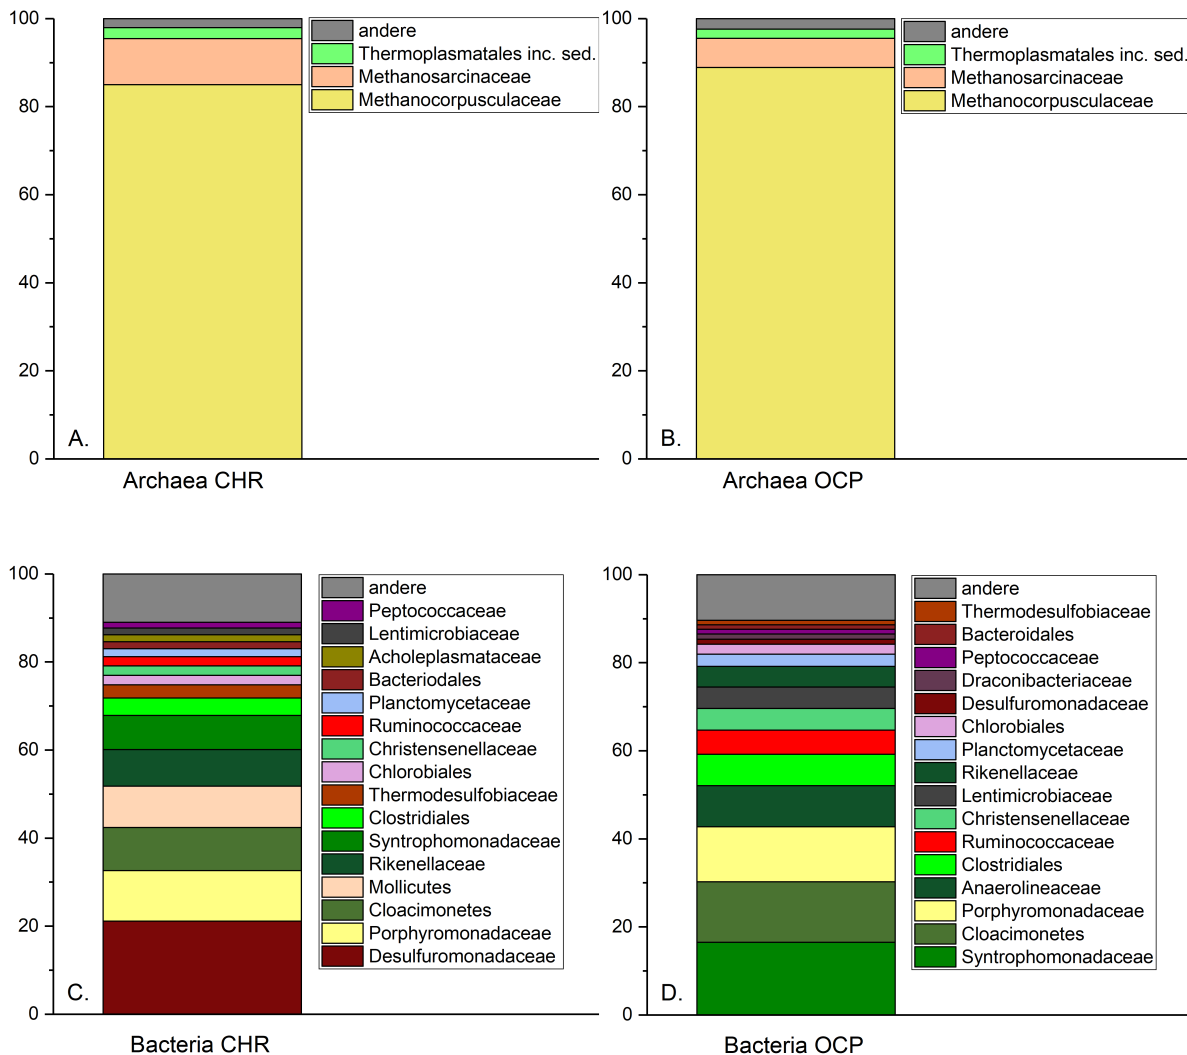 100
80
60
40
20
0
A.
andere
Thermoplasmatales inc. sed.
Methanosarcinaceae
Methanocorpusculaceae
Archaea CHR
100
80
60
40
20
0
B.
andere
Thermoplasmatales inc. sed.
Methanosarcinaceae
Methanocorpusculaceae
Archaea OCP
100
80
60
40
20
0
C.
andere
Peptococcaceae
Lentimicrobiaceae
Acholeplasmataceae
Bacteriodales
Planctomycetaceae
Ruminococcaceae
Christensenellaceae
Chlorobiales
Thermodesulfobiaceae
Clostridiales
Syntrophomonadaceae
Rikenellaceae
Mollicutes
Cloacimonetes
Porphyromonadaceae
Desulfuromonadaceae
Bacteria CHR
100
80
60
40
20
0
D.
andere
Thermodesulfobiaceae
Bacteroidales
Peptococcaceae
Draconibacteriaceae
Desulfuromonadaceae
Chlorobiales
Planctomycetaceae
Rikenellaceae
Lentimicrobiaceae
Christensenellaceae
Ruminococcaceae
Clostridiales
Anaerolineaceae
Porphyromonadaceae
Cloacimonetes
Syntrophomonadaceae
Bacteria OCP